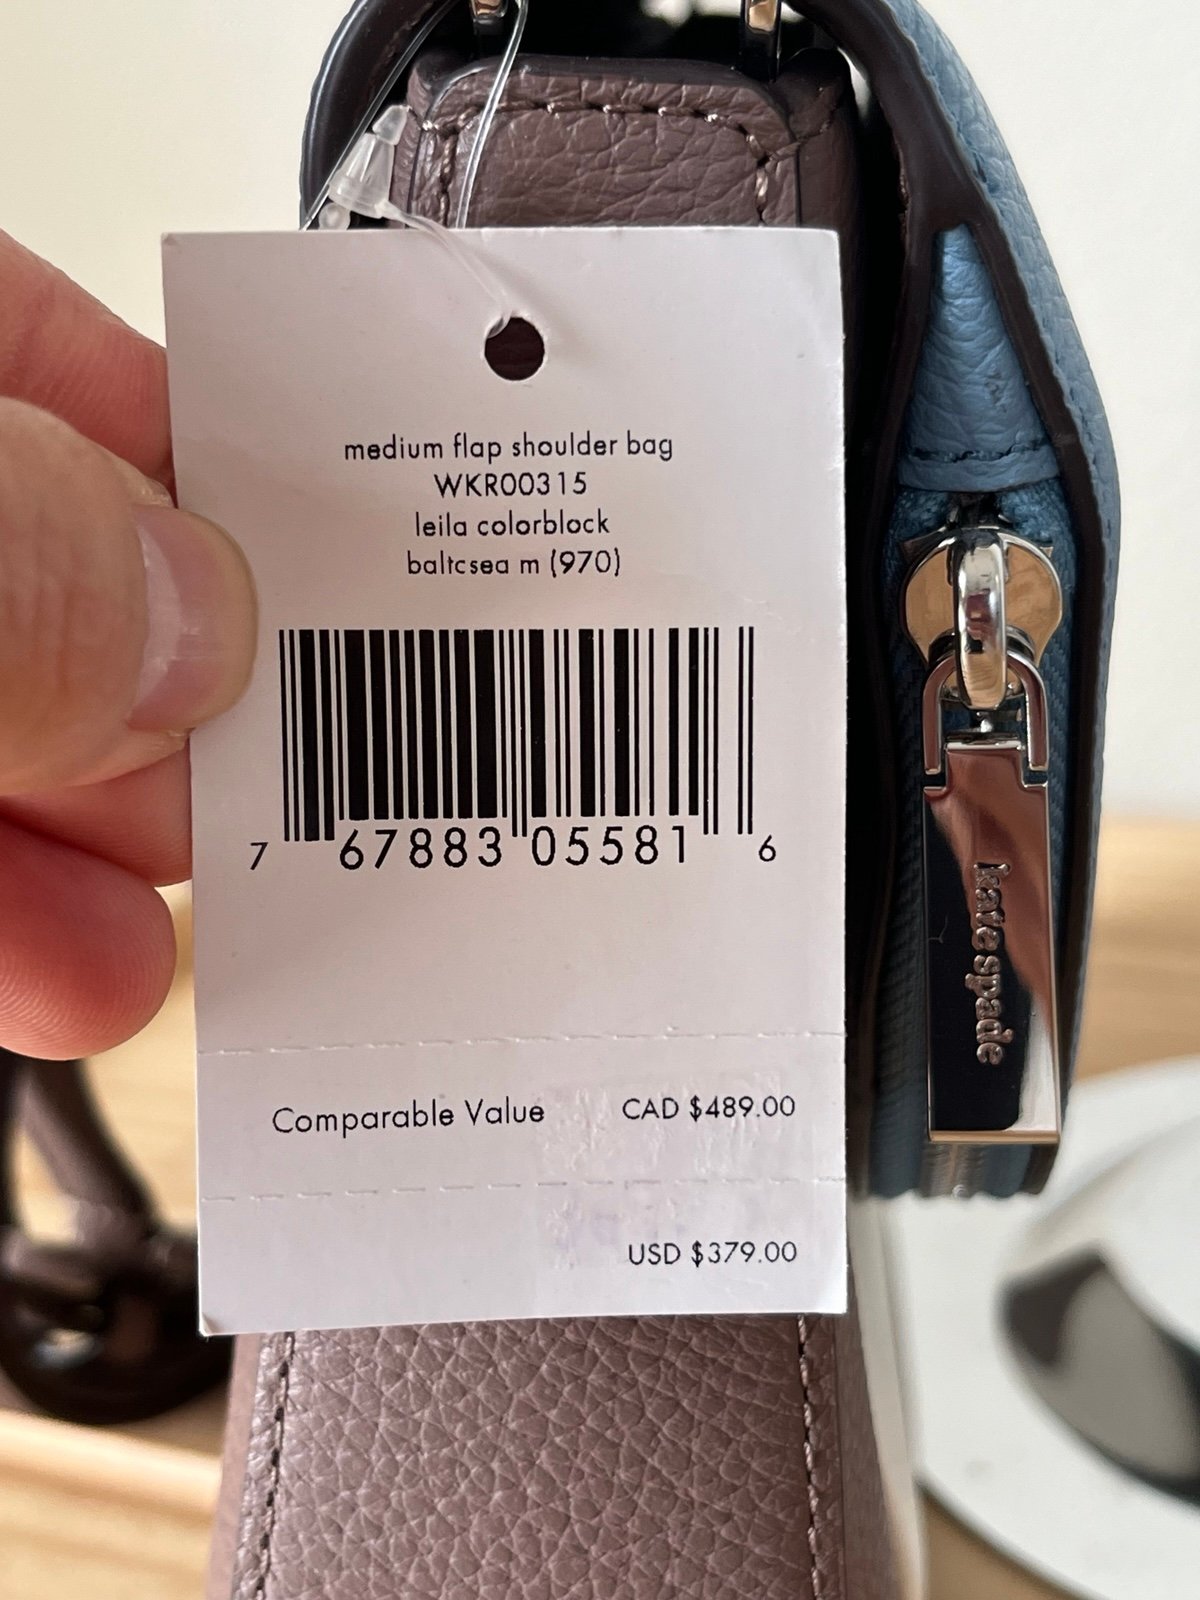 medium flap shoulder bag
WKR00315
leila colorblock
baltcsea m (970)
7 67883 05581 6
Comparable Value CAD $489.00
USD $379.00
kate spade